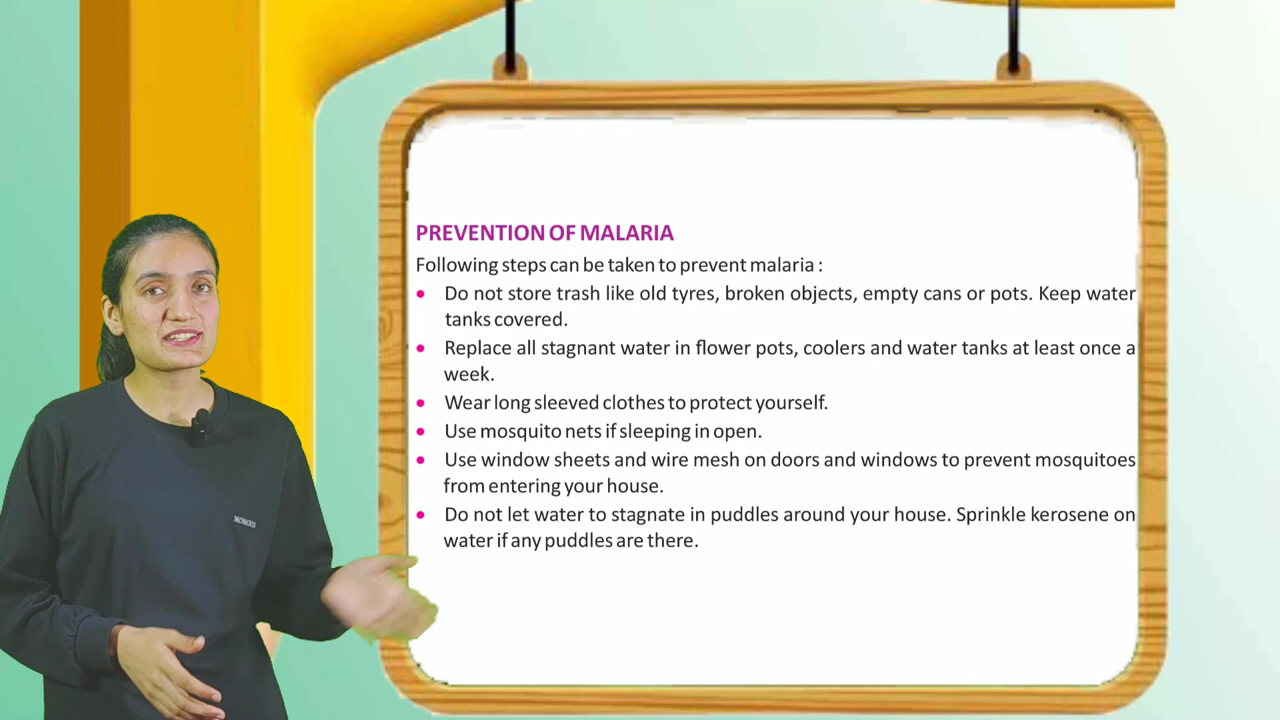 PREVENTION OF MALARIA
Following steps can be taken to prevent malaria :
• Do not store trash like old tyres, broken objects, empty cans or pots. Keep water
tanks covered.
• Replace all stagnant water in flower pots, coolers and water tanks at least once a
week.
• Wear long sleeved clothes to protect yourself.
• Use mosquito nets if sleeping in open.
• Use window sheets and wire mesh on doors and windows to prevent mosquitoes
from entering your house.
• Do not let water to stagnate in puddles around your house. Sprinkle kerosene on
water if any puddles are there.